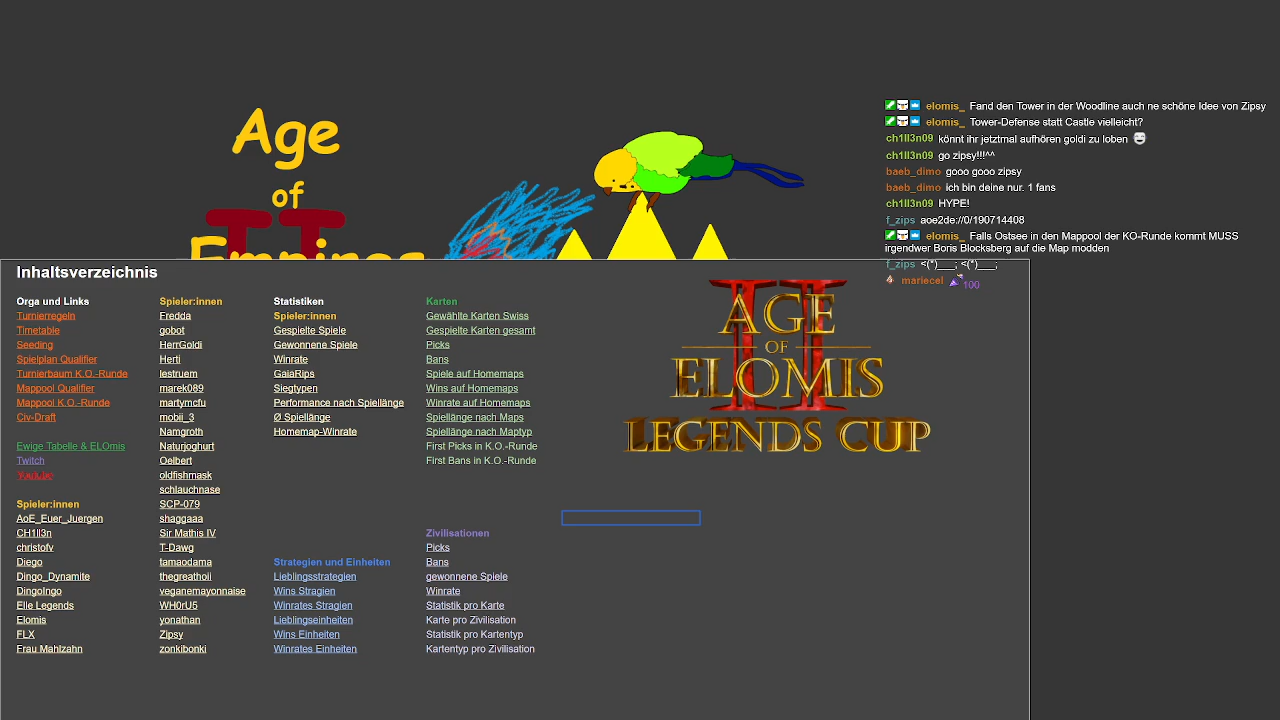 Age
of
Empires
elomis_ Fand den Tower in der Woodline auch ne schöne Idee von Zipsy
elomis_ Tower-Defense statt Castle vielleicht?
ch1ll3n09 könnt ihr jetztmal aufhören goldi zu loben
ch1ll3n09 go zipsy!!!^^
baeb_dimo gooo gooo zipsy
baeb_dimo ich bin deine nur. 1 fans
ch1ll3n09 HYPE!
f_zips aoe2de://0/190714408
elomis_ Falls Ostsee in den Mappool der KO-Runde kommt MUSS
irgendwer Boris Blocksberg auf die Map modden
f_zips <(*)___; <(*)___;
mariecel 100
Inhaltsverzeichnis
Orga und Links
Turnierregeln
Timetable
Seeding
Spielplan Qualifier
Turnierbaum K.O.-Runde
Mappool Qualifier
Mappool K.O.-Runde
Civ-Draft
Ewige Tabelle & ELOmis
Twitch
Youtube
Spieler:innen
AoE_Euer_Juergen
CH1ll3n
christofv
Diego
Dingo_Dynamite
DingoIngo
Elle Legends
Elomis
FLX
Frau Mahlzahn
Spieler:innen
Fredda
gobot
HerrGoldi
Herti
lestruem
marek089
martymcfu
mobii_3
Namgroth
Naturjoghurt
Oelbert
oldfishmask
schlauchnase
SCP-079
shaggaaa
Sir Mathis IV
T-Dawg
tamaodama
thegreathoii
veganemayonnaise
WH0rU5
yonathan
Zipsy
zonkibonki
Statistiken
Spieler:innen
Gespielte Spiele
Gewonnene Spiele
Winrate
GaiaRips
Siegtypen
Performance nach Spiellänge
Ø Spiellänge
Homemap-Winrate
Strategien und Einheiten
Lieblingsstrategien
Wins Stragien
Winrates Stragien
Lieblingseinheiten
Wins Einheiten
Winrates Einheiten
Karten
Gewählte Karten Swiss
Gespielte Karten gesamt
Picks
Bans
Spiele auf Homemaps
Wins auf Homemaps
Winrate auf Homemaps
Spiellänge nach Maps
Spiellänge nach Maptyp
First Picks in K.O.-Runde
First Bans in K.O.-Runde
Zivilisationen
Picks
Bans
gewonnene Spiele
Winrate
Statistik pro Karte
Karte pro Zivilisation
Statistik pro Kartentyp
Kartentyp pro Zivilisation
II
AGE
OF
ELOMIS
LEGENDS CUP